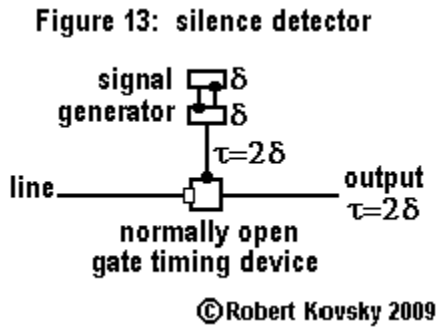 Figure 13: silence detector
signal δ
generator δ
τ=2δ
line output
τ=2δ
normally open
gate timing device
©Robert Kovsky 2009